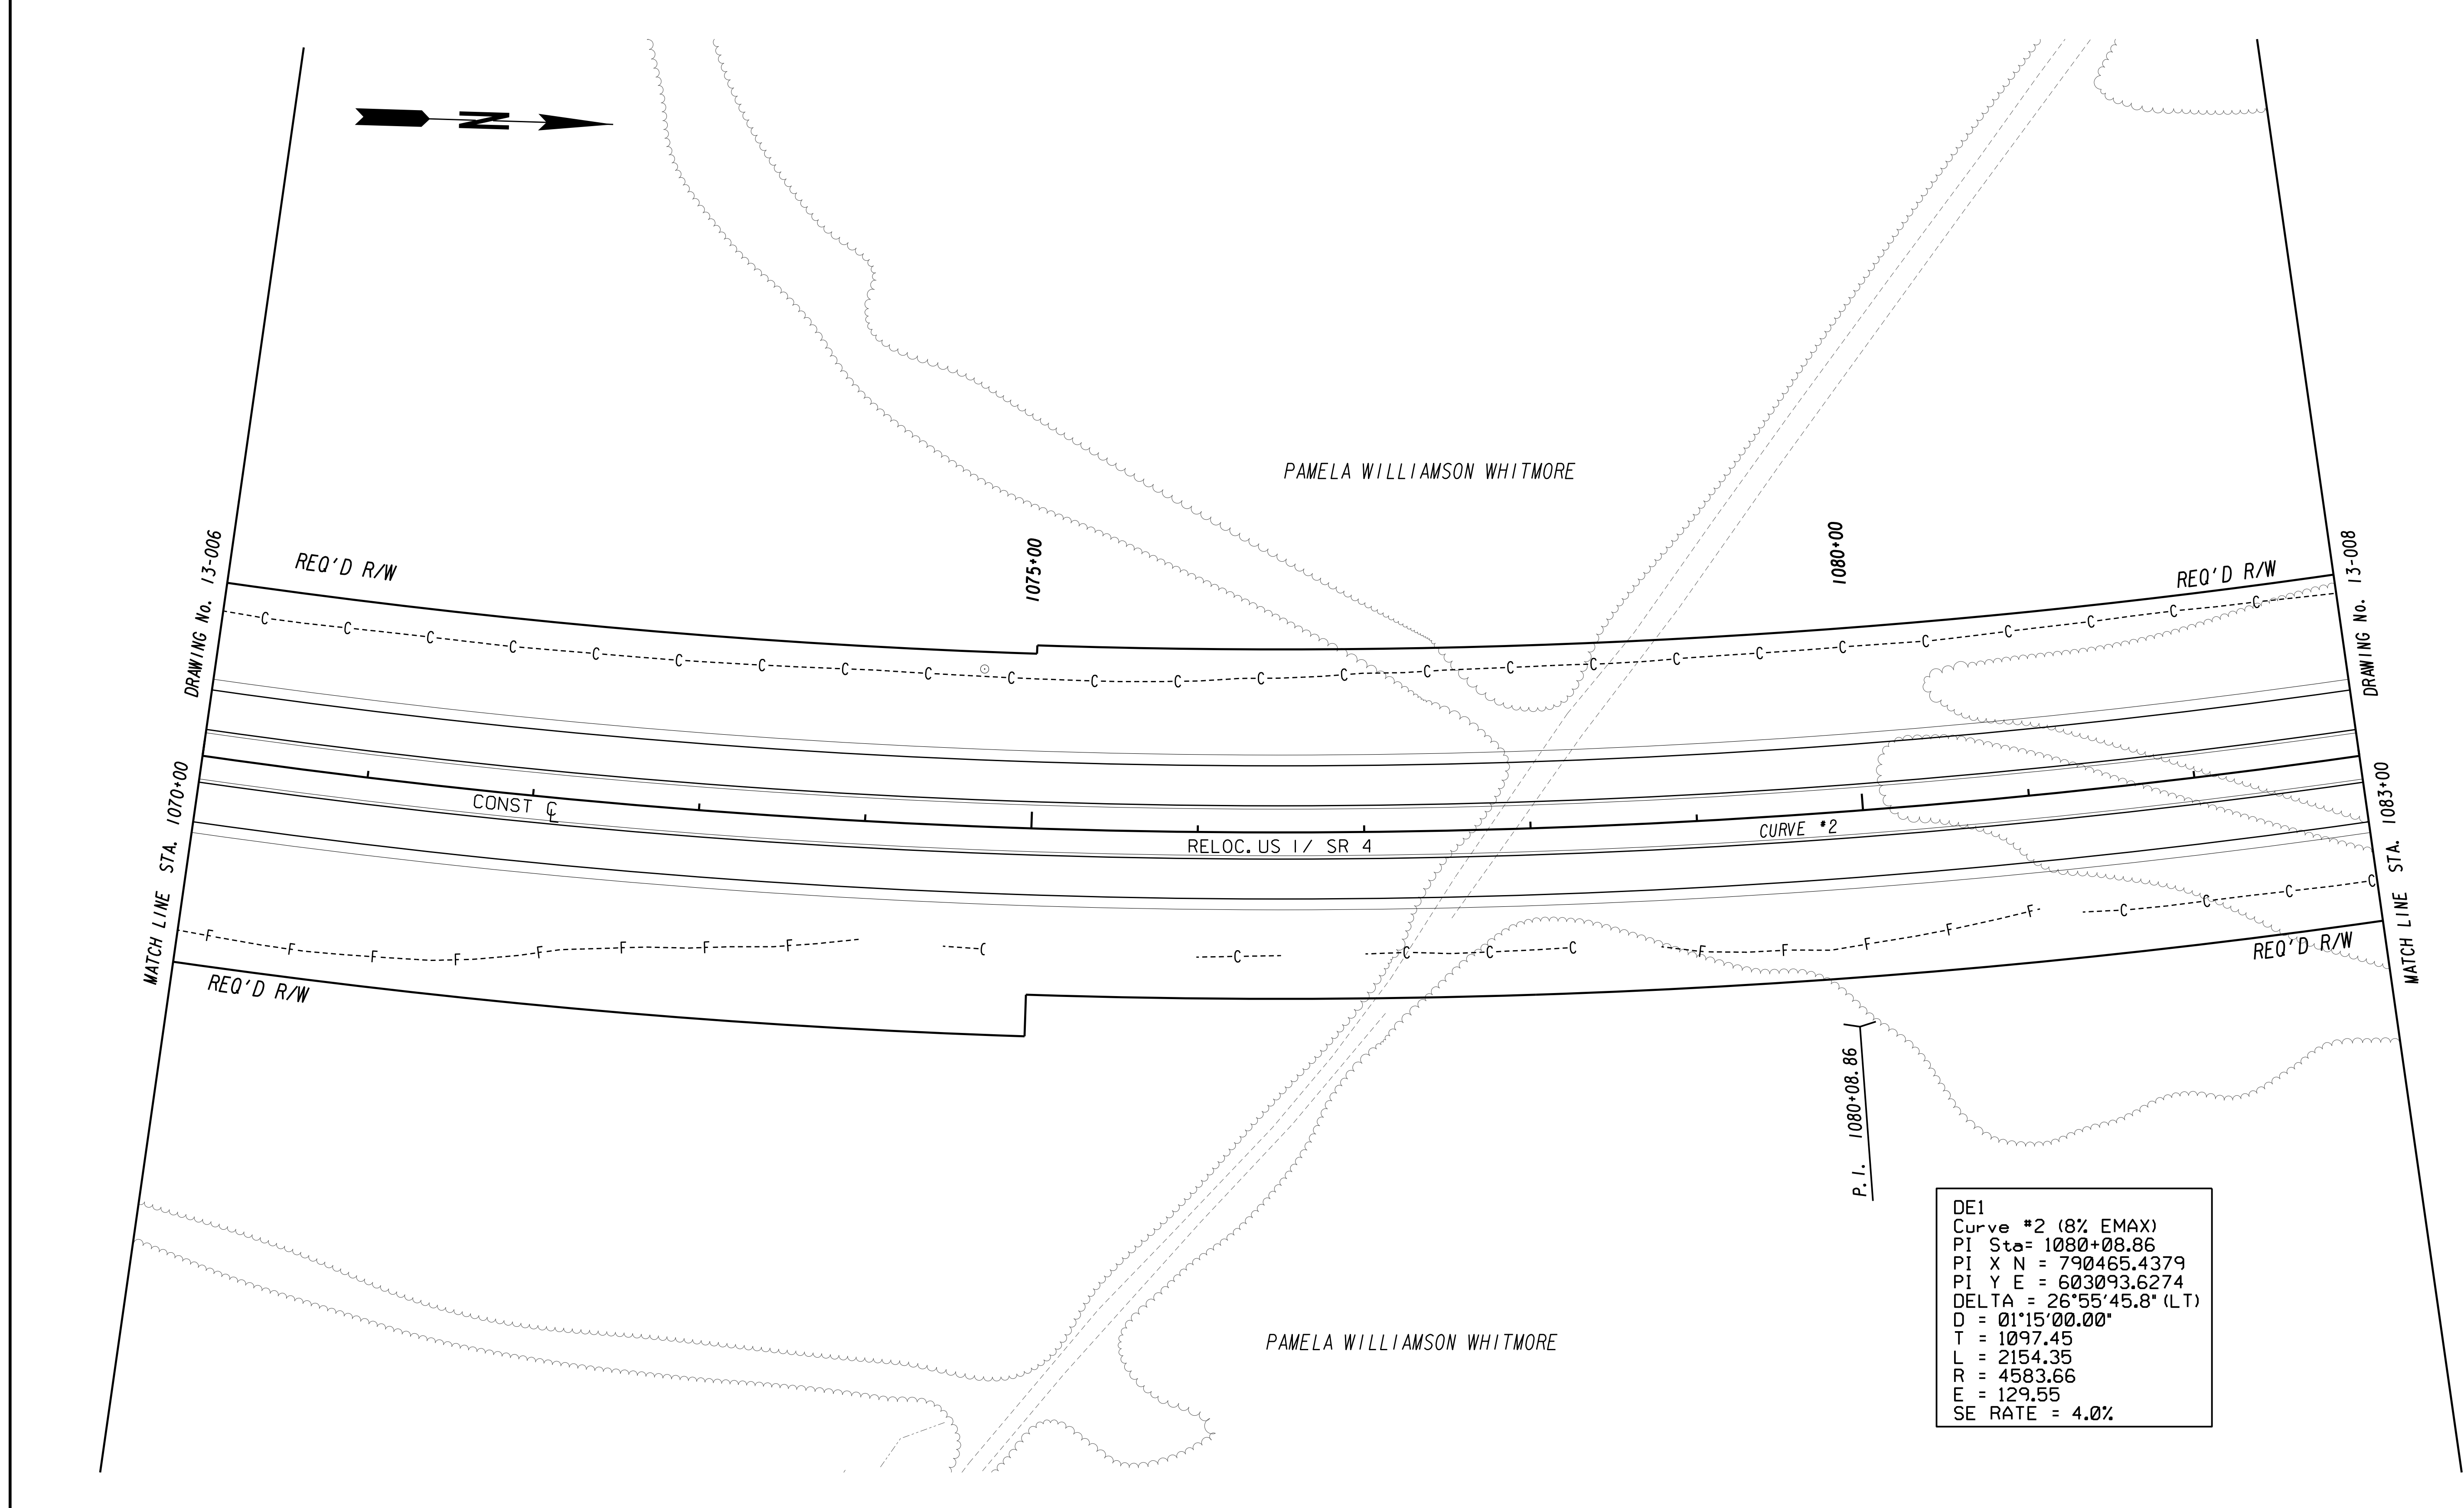 N
PAMELA WILLIAMSON WHITMORE
1075+00
1080+00
REQ'D R/W
REQ'D R/W
DRAWING No. 13-006
MATCH LINE STA. 1070+00
DRAWING No. 13-008
MATCH LINE STA. 1083+00
C C C C C C C C C C C C C C C C C C C C C C C C C
CONST ℄
RELOC. US 1/ SR 4
CURVE #2
F F F F F F F F C C C C C F F F F F C C C C
REQ'D R/W
REQ'D R/W
P.I. 1080+08.86
PAMELA WILLIAMSON WHITMORE
DE1
Curve #2 (8% EMAX)
PI Sta= 1080+08.86
PI X N = 790465.4379
PI Y E = 603093.6274
DELTA = 26°55'45.8" (LT)
D = 01°15'00.00"
T = 1097.45
L = 2154.35
R = 4583.66
E = 129.55
SE RATE = 4.0%